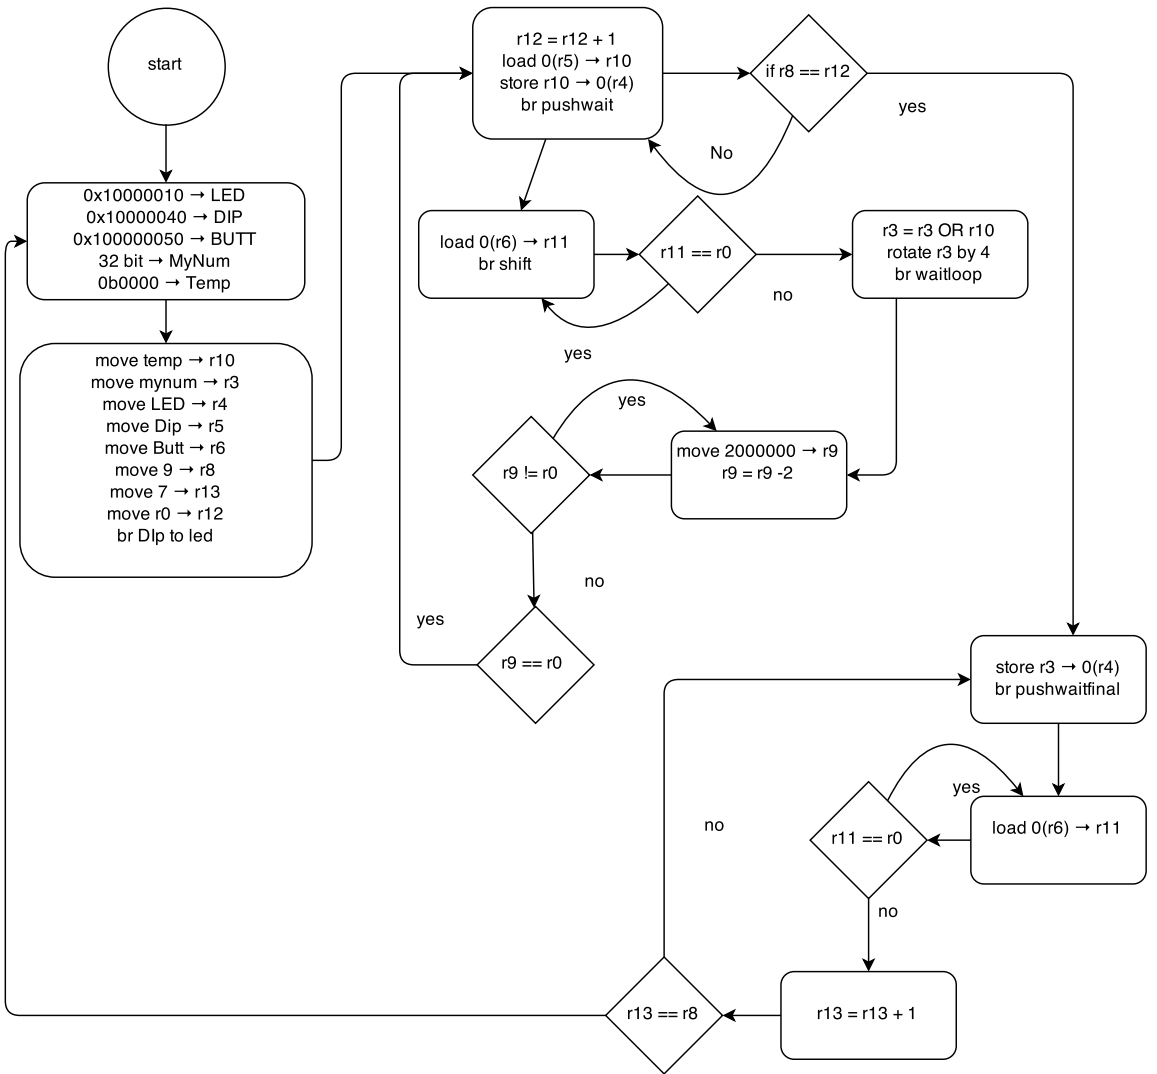 start
0x10000010 → LED
0x10000040 → DIP
0x100000050 → BUTT
32 bit → MyNum
0b0000 → Temp
move temp → r10
move mynum → r3
move LED → r4
move Dip → r5
move Butt → r6
move 9 → r8
move 7 → r13
move r0 → r12
br DIp to led
r12 = r12 + 1
load 0(r5) → r10
store r10 → 0(r4)
br pushwait
if r8 == r12
yes
No
load 0(r6) → r11
br shift
r11 == r0
no
yes
r3 = r3 OR r10
rotate r3 by 4
br waitloop
move 2000000 → r9
r9 = r9 -2
r9 != r0
yes
no
r9 == r0
yes
store r3 → 0(r4)
br pushwaitfinal
load 0(r6) → r11
r11 == r0
yes
no
r13 = r13 + 1
r13 == r8
no